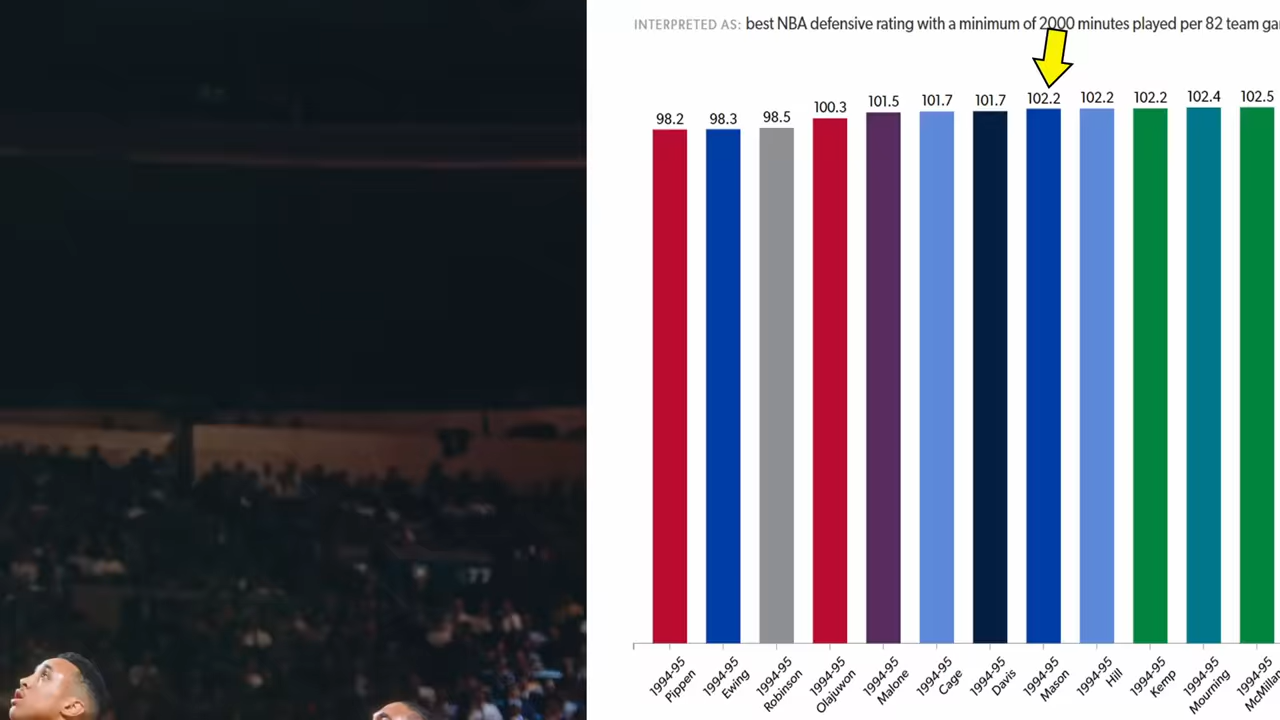 INTERPRETED AS: best NBA defensive rating with a minimum of 2000 minutes played per 82 team ga
98.2 98.3 98.5 100.3 101.5 101.7 101.7 102.2 102.2 102.2 102.4 102.5
1994-95 Pippen
1994-95 Ewing
1994-95 Robinson
1994-95 Olajuwon
1994-95 Malone
1994-95 Cage
1994-95 Davis
1994-95 Mason
1994-95 Hill
1994-95 Kemp
1994-95 Mourning
1994-95 McMilla
77